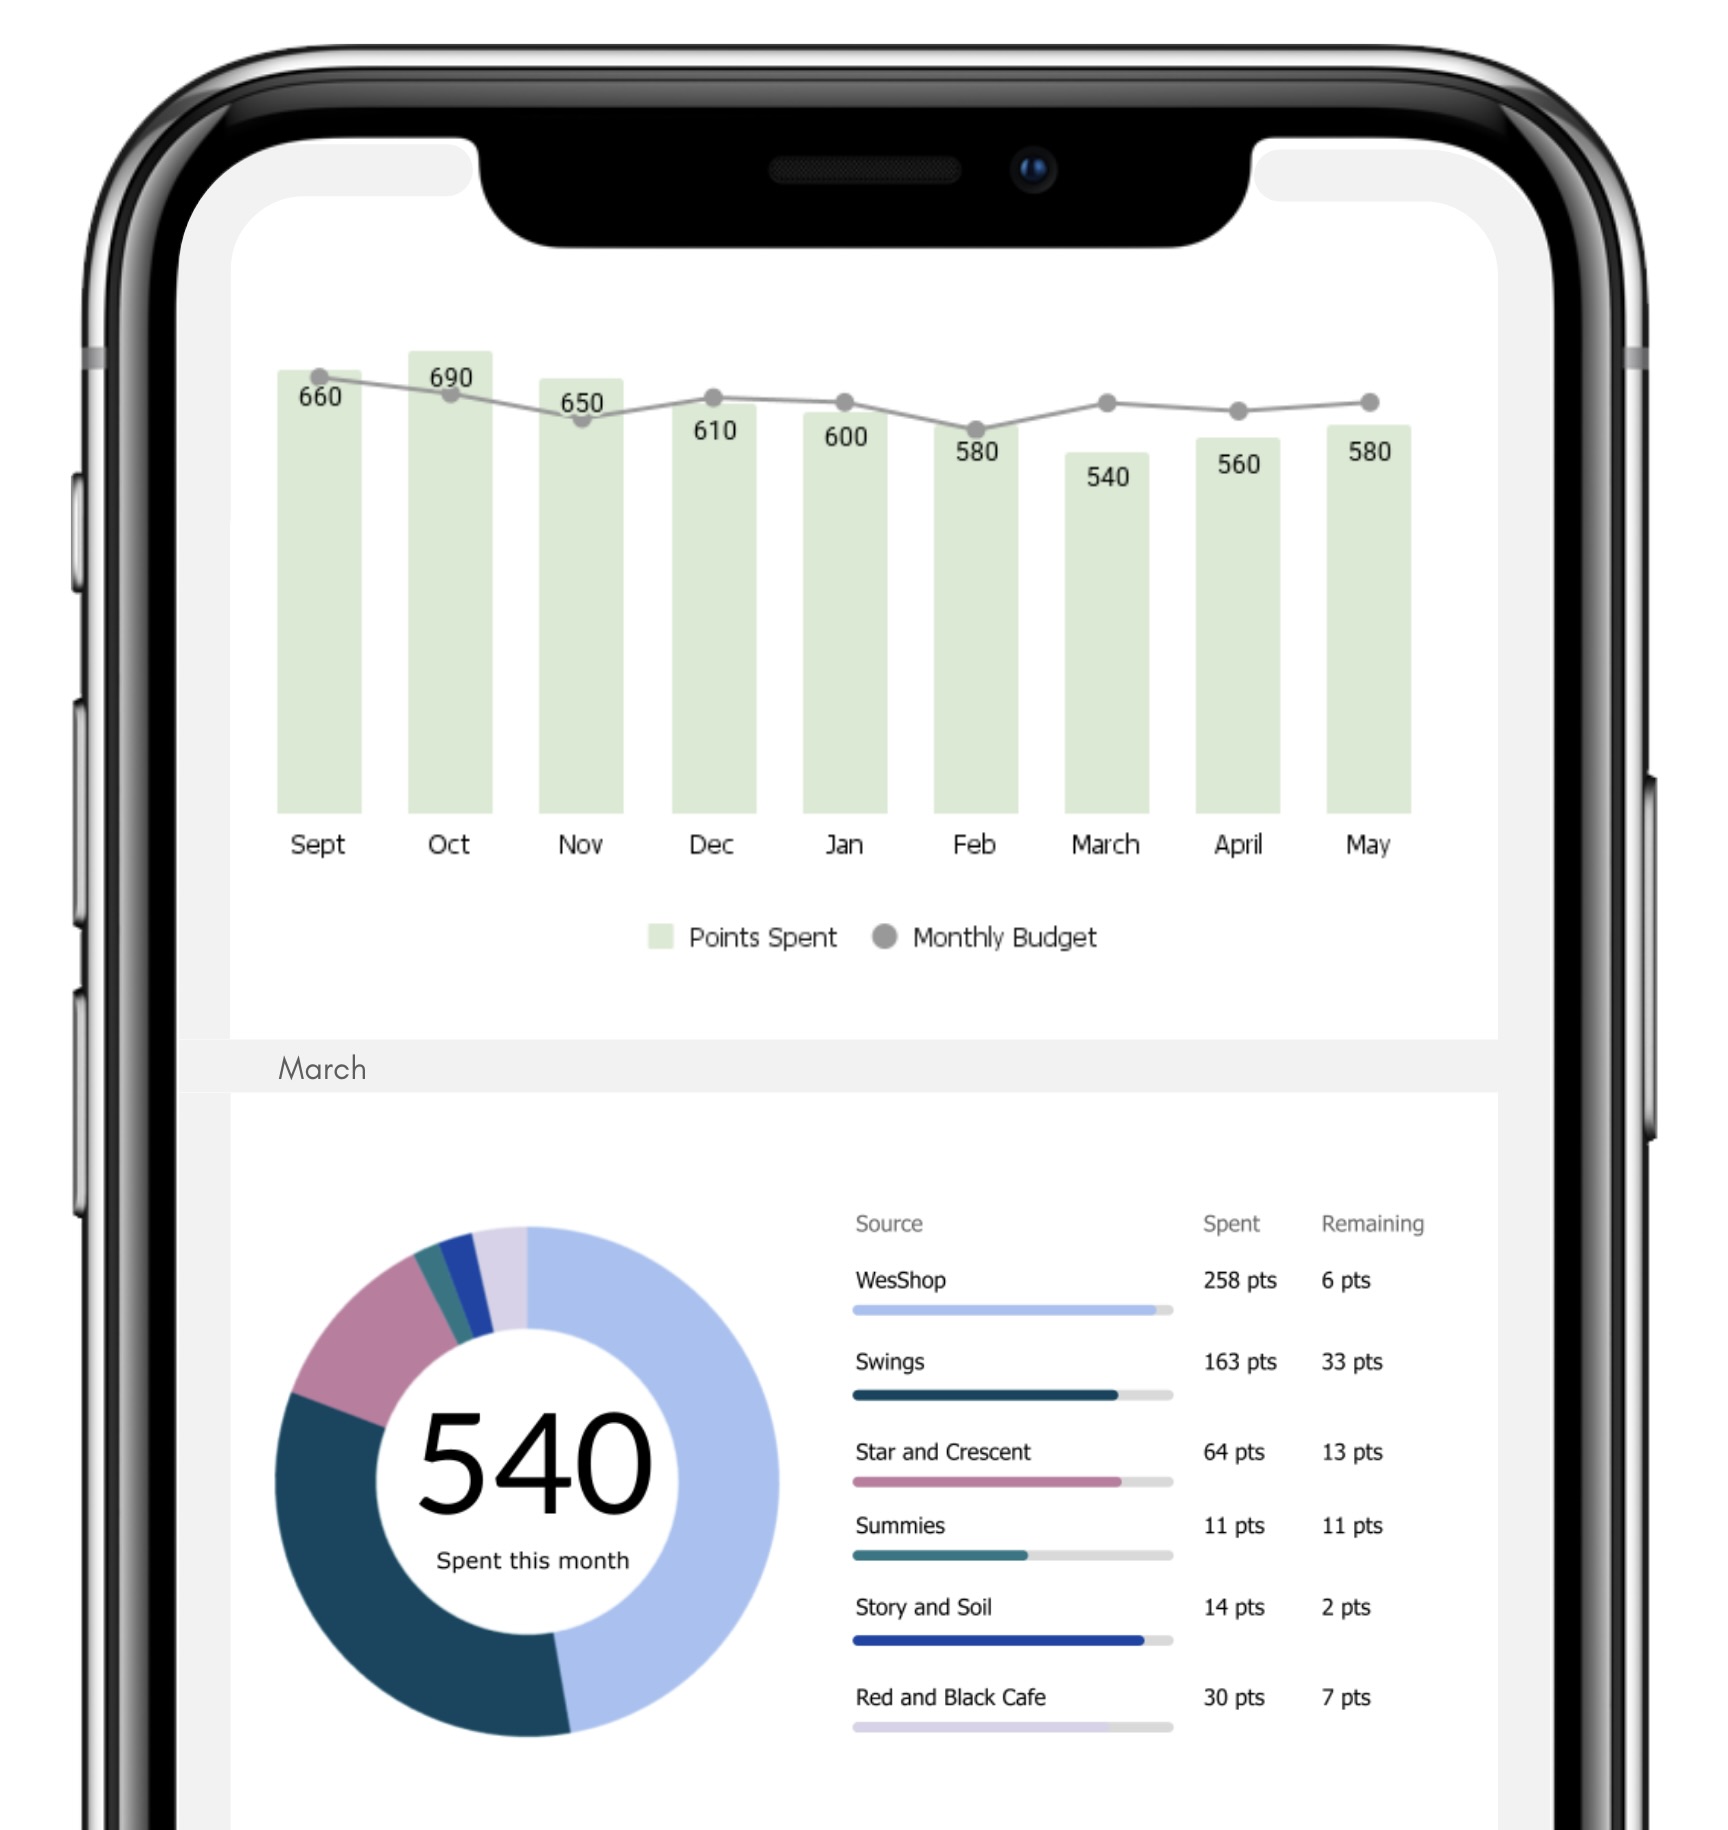 660 690 650 610 600 580 540 560 580
Sept Oct Nov Dec Jan Feb March April May
Points Spent Monthly Budget
March
540
Spent this month
Source Spent Remaining
WesShop 258 pts 6 pts
Swings 163 pts 33 pts
Star and Crescent 64 pts 13 pts
Summies 11 pts 11 pts
Story and Soil 14 pts 2 pts
Red and Black Cafe 30 pts 7 pts